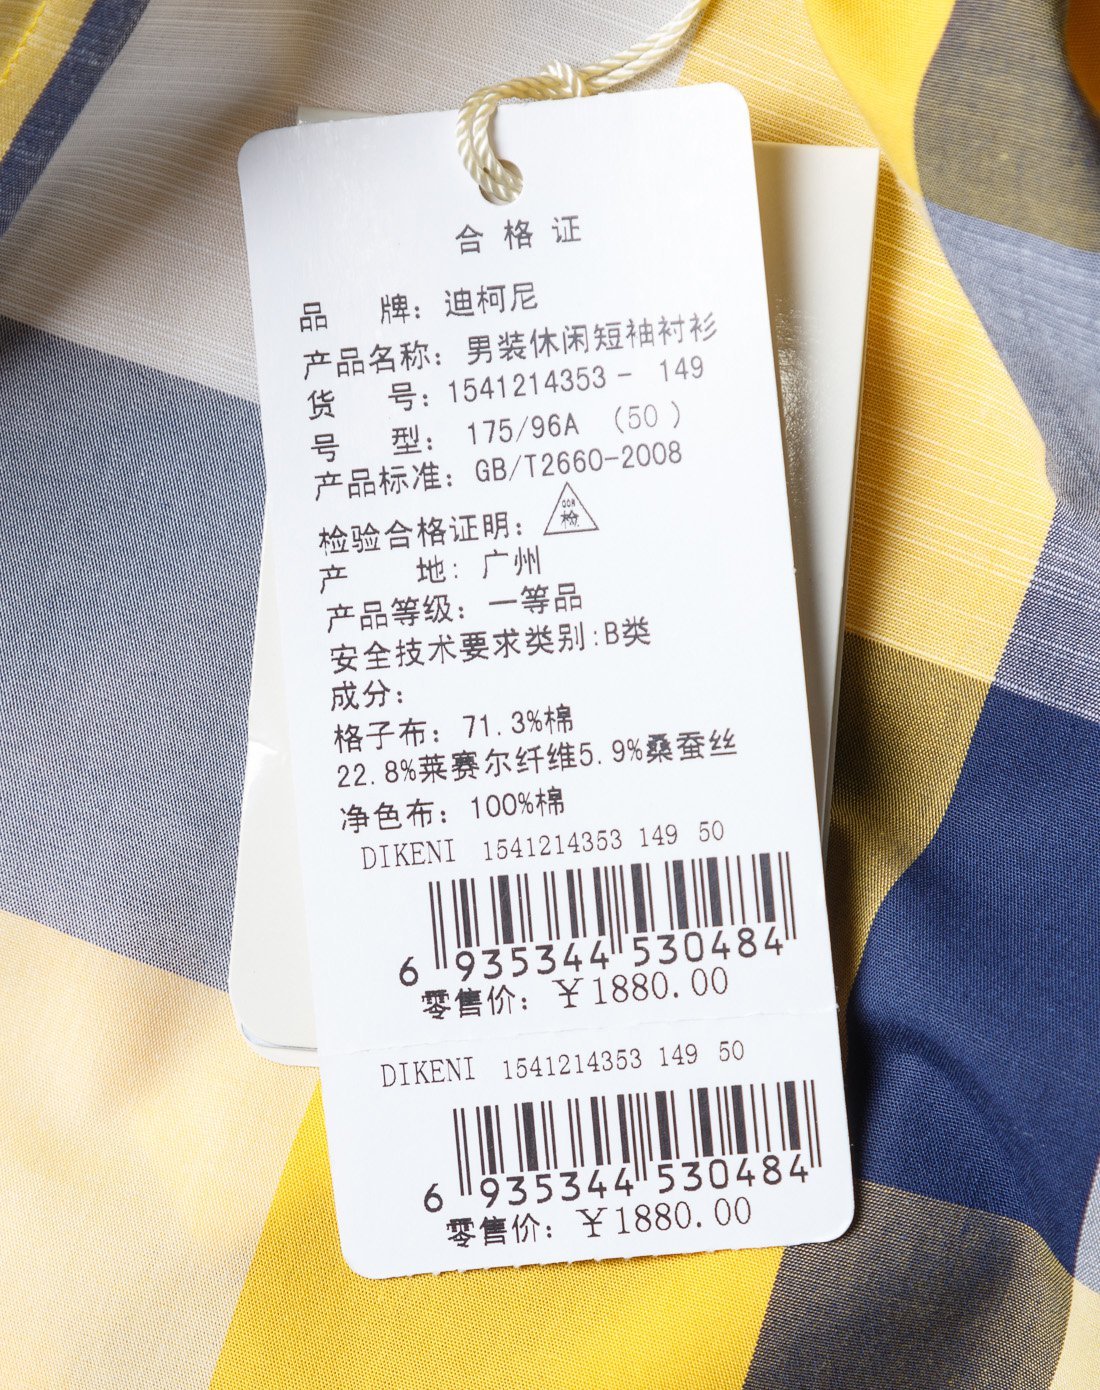 合格证
品 牌：迪柯尼
产品名称：男装休闲短袖衬衫
货 号：1541214353- 149
号 型：175/96A （50）
产品标准：GB/T2660-2008
检验合格证明：检
产 地：广州
产品等级：一等品
安全技术要求类别:B类
成分：
格子布：71.3%棉
22.8%莱赛尔纤维5.9%桑蚕丝
净色布：100%棉
DIKENI 1541214353 149 50
6 935344 530484
零售价：￥1880.00
DIKENI 1541214353 149 50
6 935344 530484
零售价：￥1880.00